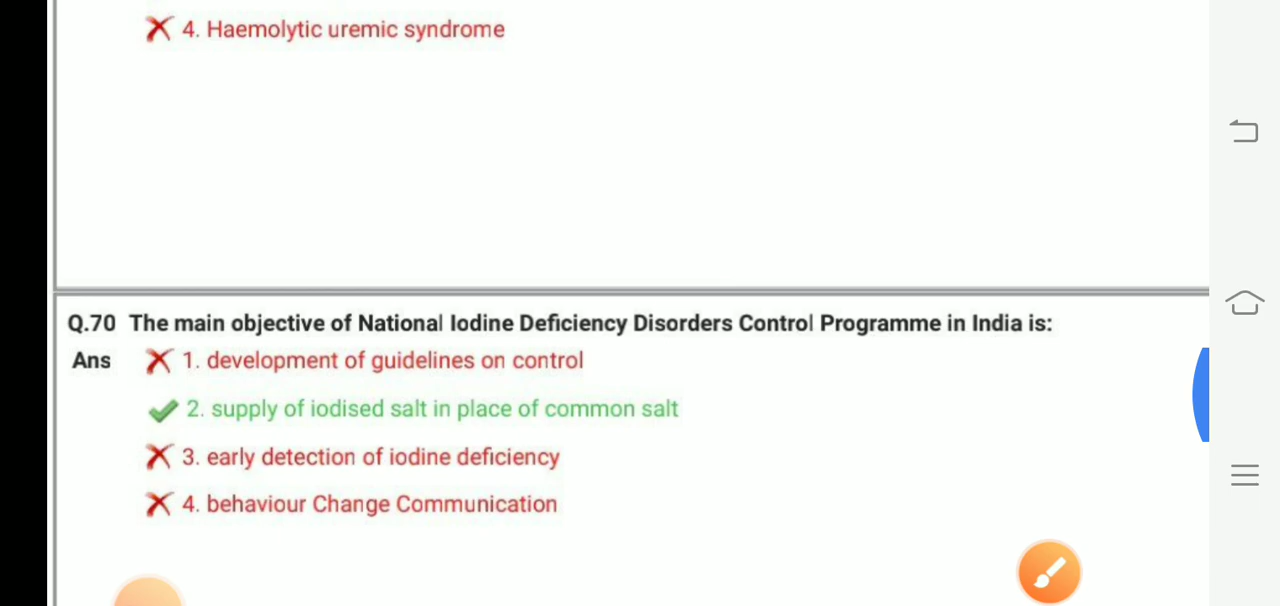 4. Haemolytic uremic syndrome
Q.70 The main objective of National Iodine Deficiency Disorders Control Programme in India is:
Ans 1. development of guidelines on control
2. supply of iodised salt in place of common salt
3. early detection of iodine deficiency
4. behaviour Change Communication